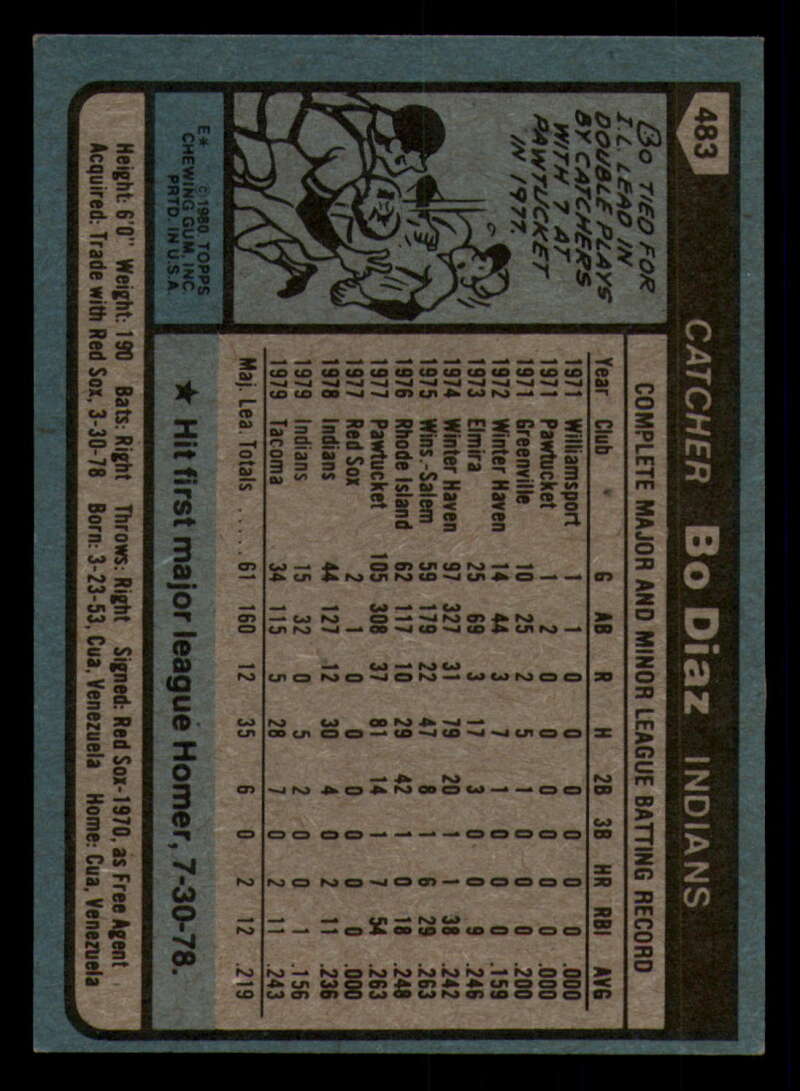 483
CATCHER Bo Diaz INDIANS
BO TIED FOR
I.L. LEAD IN
DOUBLE PLAYS
BY CATCHERS
WITH 7 AT
PAWTUCKET
IN 1977.
E* © 1980 TOPPS
CHEWING GUM, INC.
PRTD. IN U.S.A.
COMPLETE MAJOR AND MINOR LEAGUE BATTING RECORD
Year Club G AB R H 2B 3B HR RBI AVG
1971 Williamsport 1 1 0 0 0 0 0 0 .000
1971 Pawtucket 1 2 0 0 0 0 0 0 .000
1971 Greenville 10 25 2 5 1 0 0 0 .200
1972 Winter Haven 14 44 3 7 1 0 0 0 .159
1973 Elmira 25 69 3 17 3 0 0 9 .246
1974 Winter Haven 97 327 31 79 20 1 1 38 .242
1975 Wins.-Salem 59 179 22 47 8 1 6 29 .263
1976 Rhode Island 62 117 10 29 42 1 0 18 .248
1977 Pawtucket 105 308 37 81 14 1 7 54 .263
1977 Red Sox 2 1 0 0 0 0 0 0 .000
1978 Indians 44 127 12 30 4 0 2 11 .236
1979 Indians 15 32 0 5 2 0 0 1 .156
1979 Tacoma 34 115 5 28 7 0 2 11 .243
Maj. Lea. Totals ..... 61 160 12 35 6 0 2 12 .219
★ Hit first major league Homer, 7-30-78.
Height: 6'0" Weight: 190 Bats: Right Throws: Right Signed: Red Sox-1970, as Free Agent
Acquired: Trade with Red Sox, 3-30-78 Born: 3-23-53, Cua, Venezuela Home: Cua, Venezuela